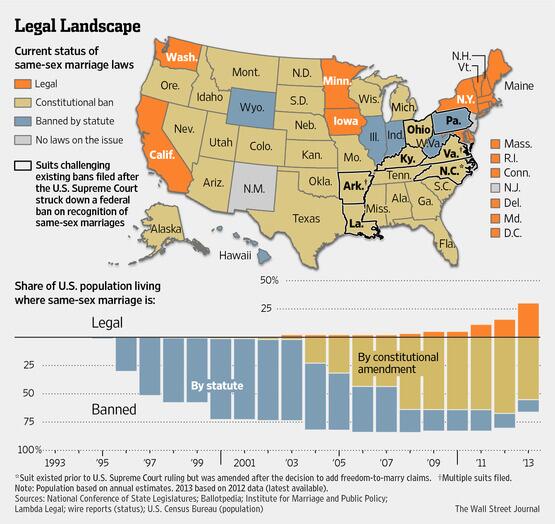 Legal Landscape
Current status of
same-sex marriage laws
Legal
Constitutional ban
Banned by statute
No laws on the issue
Suits challenging
existing bans filed after
the U.S. Supreme Court
struck down a federal
ban on recognition of
same-sex marriages
Wash.
Ore.
Calif.
Nev.
Idaho
Mont.
Wyo.
Utah
Ariz.
Colo.
N.M.
N.D.
S.D.
Neb.
Kan.
Okla.
Texas
Minn.
Iowa
Mo.
Ark.†
La.
Wis.
Ill.
Mich.
Ind.
Ohio
Ky.
Tenn.
Miss.
Ala.
Ga.
Fla.
S.C.
N.C.*
Va.†
W.Va.
Pa.
N.Y.
Vt.
N.H.
Maine
Mass.
R.I.
Conn.
N.J.
Del.
Md.
D.C.
Alaska
Hawaii
Share of U.S. population living
where same-sex marriage is:
50%
25
Legal
By constitutional
amendment
By statute
Banned
25
50
75
100%
1993
'95
'97
'99
2001
'03
'05
'07
'09
'11
'13
*Suit existed prior to U.S. Supreme Court ruling but was amended after the decision to add freedom-to-marry claims. †Multiple suits filed.
Note: Population based on annual estimates. 2013 based on 2012 data (latest available).
Sources: National Conference of State Legislatures; Ballotpedia; Institute for Marriage and Public Policy;
Lambda Legal; wire reports (status); U.S. Census Bureau (population)
The Wall Street Journal